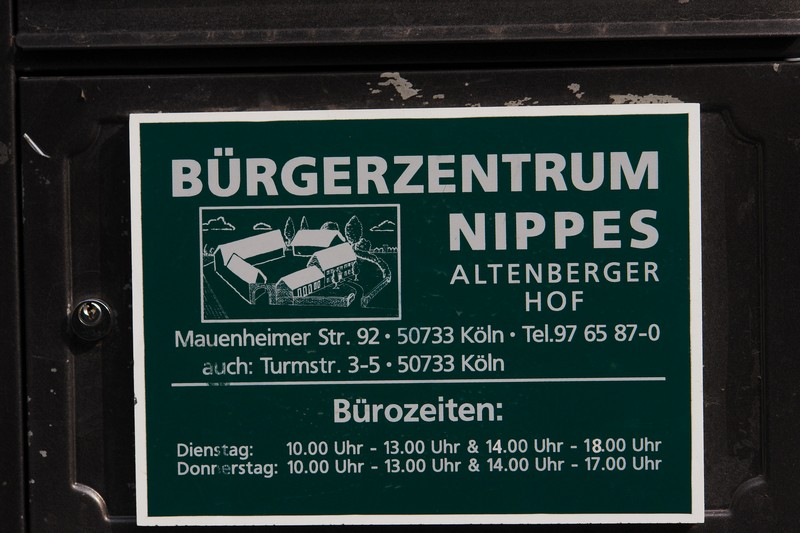 BÜRGERZENTRUM
NIPPES
ALTENBERGER
HOF
Mauenheimer Str. 92 · 50733 Köln · Tel.97 65 87-0
auch: Turmstr. 3-5 · 50733 Köln
Bürozeiten:
Dienstag: 10.00 Uhr - 13.00 Uhr & 14.00 Uhr - 18.00 Uhr
Donnerstag: 10.00 Uhr - 13.00 Uhr & 14.00 Uhr - 17.00 Uhr